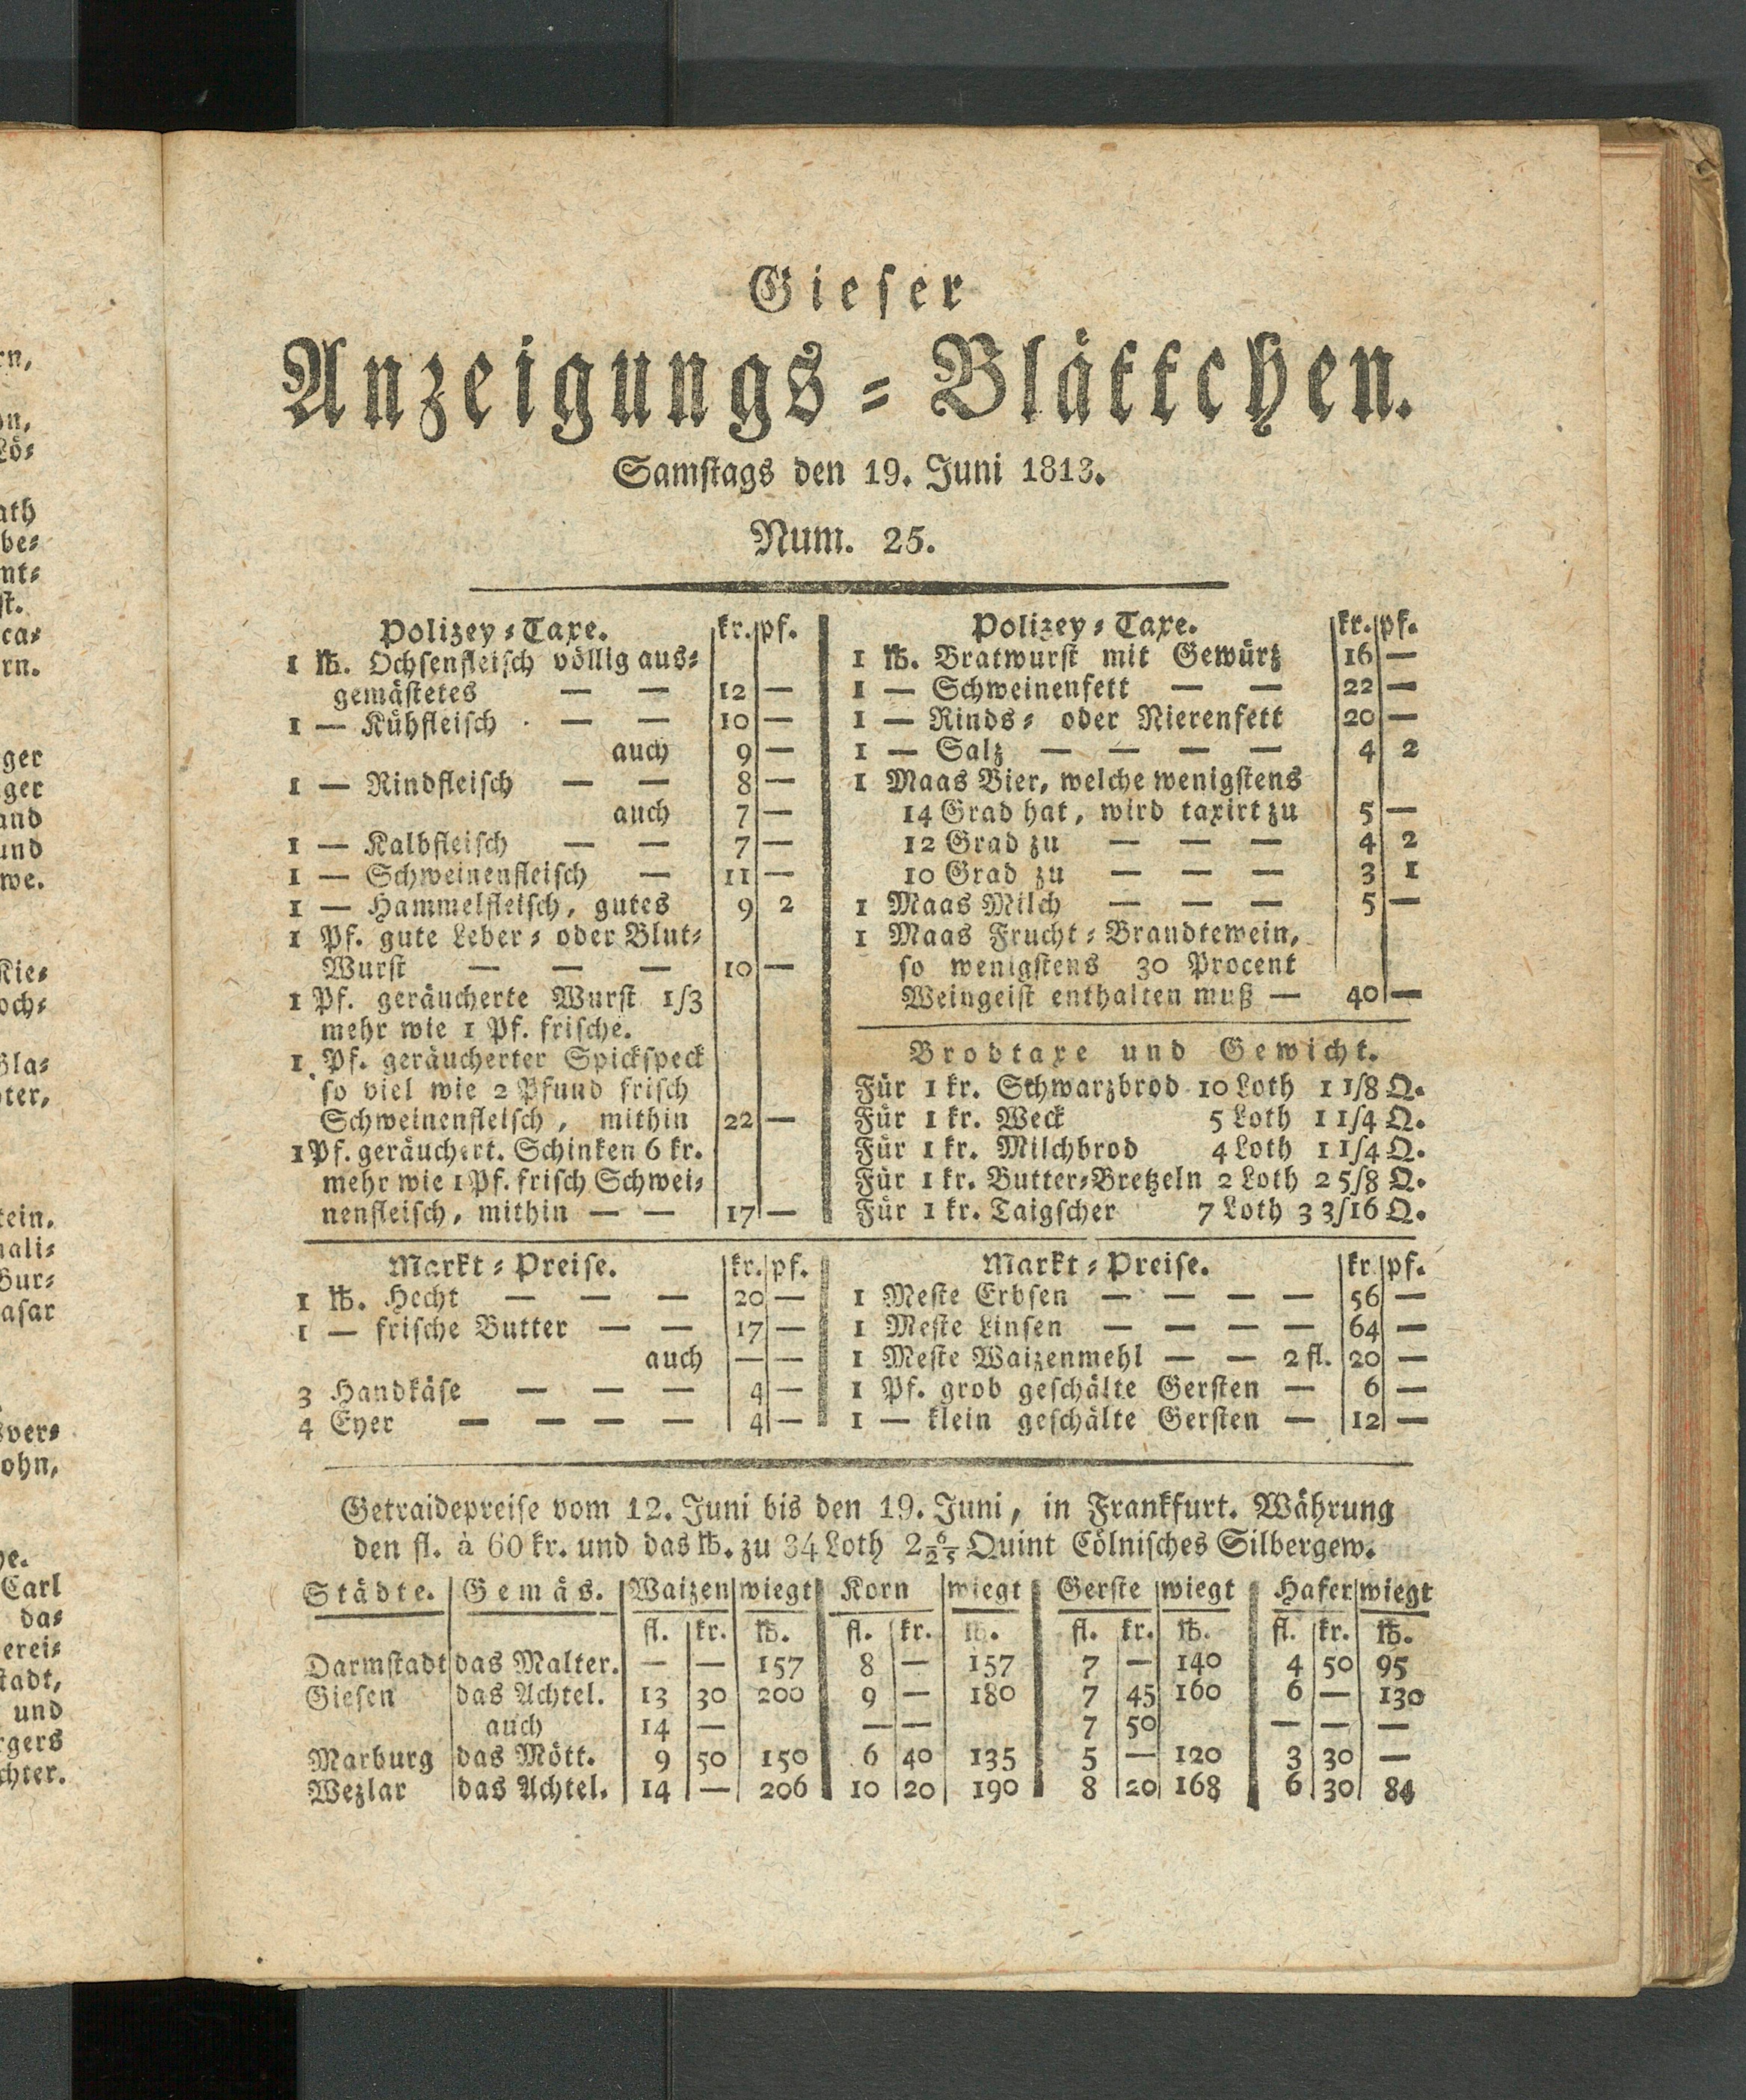 Gieser
Anzeigungs-Blättchen.
Samstags den 19. Juni 1813.
Num. 25.
Polizey-Taxe. kr. pf.
1 ℔. Ochsenfleisch völlig aus-
gemästetes — — 12 —
1 — Kühfleisch — — 10 —
auch 9 —
1 — Rindfleisch — — 8 —
auch 7 —
1 — Kalbfleisch — — 7 —
1 — Schweinenfleisch — 11 —
1 — Hammelfleisch, gutes 9 2
1 Pf. gute Leber- oder Blut-
Wurst — — — 10 —
1 Pf. geräucherte Wurst 1/3
mehr wie 1 Pf. frische.
1 Pf. geräucherter Spickspeck
so viel wie 2 Pfund frisch
Schweinenfleisch, mithin 22 —
1 Pf. geräuchert. Schinken 6 kr.
mehr wie 1 Pf. frisch Schwei-
nenfleisch, mithin — — 17 —
Polizey-Taxe. kr. pf.
1 ℔. Bratwurst mit Gewürz 16 —
1 — Schweinenfett — — 22 —
1 — Rinds- oder Nierenfett 20 —
1 — Salz — — — — 4 2
1 Maas Bier, welche wenigstens
14 Grad hat, wird taxirt zu 5 —
12 Grad zu — — — 4 2
10 Grad zu — — — 3 1
1 Maas Milch — — — 5 —
1 Maas Frucht-Brandtewein,
so wenigstens 30 Procent
Weingeist enthalten muß — 40 —
Brodtaxe und Gewicht.
Für 1 kr. Schwarzbrod 10 Loth 1 1/8 Q.
Für 1 kr. Weck 5 Loth 1 1/4 Q.
Für 1 kr. Milchbrod 4 Loth 1 1/4 Q.
Für 1 kr. Butter-Bretzeln 2 Loth 2 5/8 Q.
Für 1 kr. Taigscher 7 Loth 3 3/16 Q.
Markt-Preise. kr. pf.
1 ℔. Hecht — — — 20 —
1 — frische Butter — — 17 —
auch — —
3 Handkäse — — — 4 —
4 Eyer — — — — 4 —
Markt-Preise. kr. pf.
1 Meste Erbsen — — — — 56 —
1 Meste Linsen — — — — 64 —
1 Meste Waizenmehl — — 2 fl. 20 —
1 Pf. grob geschälte Gersten — 6 —
1 — klein geschälte Gersten — 12 —
Getraidepreise vom 12. Juni bis den 19. Juni, in Frankfurt. Währung
den fl. à 60 kr. und das ℔. zu 34 Loth 2 6/25 Quint Cölnisches Silbergew.
Städte. Gemäs. Waizen wiegt Korn wiegt Gerste wiegt Hafer wiegt
fl. kr. ℔. fl. kr. ℔. fl. kr. ℔. fl. kr. ℔.
Darmstadt das Malter. — — 157 8 — 157 7 — 140 4 50 95
Giesen das Achtel. 13 30 200 9 — 180 7 45 160 6 — 130
auch 14 — — — 7 50 — — —
Marburg das Mött. 9 50 150 6 40 135 5 — 120 3 30 —
Wezlar das Achtel. 14 — 206 10 20 190 8 20 168 6 30 84